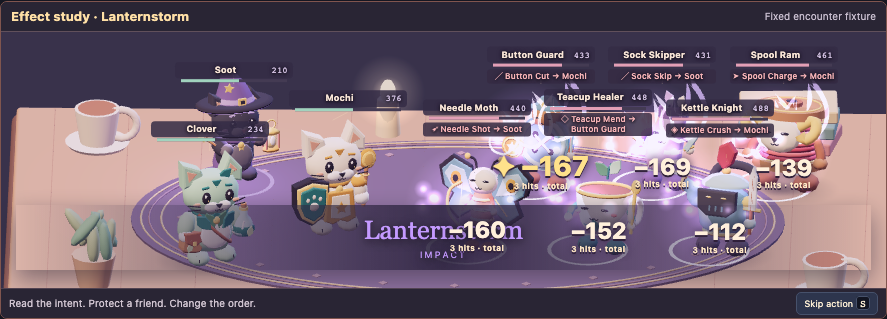 Effect study · Lanternstorm
Fixed encounter fixture
Button Guard 433
Button Cut → Mochi
Sock Skipper 431
Sock Skip → Soot
Spool Ram 461
Spool Charge → Mochi
Soot 210
Mochi 376
Needle Moth 440
Needle Shot → Soot
Teacup Healer 448
Teacup Mend →
Button Guard
Kettle Knight 488
Kettle Crush → Mochi
Clover 234
–167
3 hits · total
–169
3 hits · total
–139
3 hits · total
Lanternstorm
IMPACT
–160
3 hits · total
–152
3 hits · total
–112
3 hits · total
Read the intent. Protect a friend. Change the order.
Skip action S